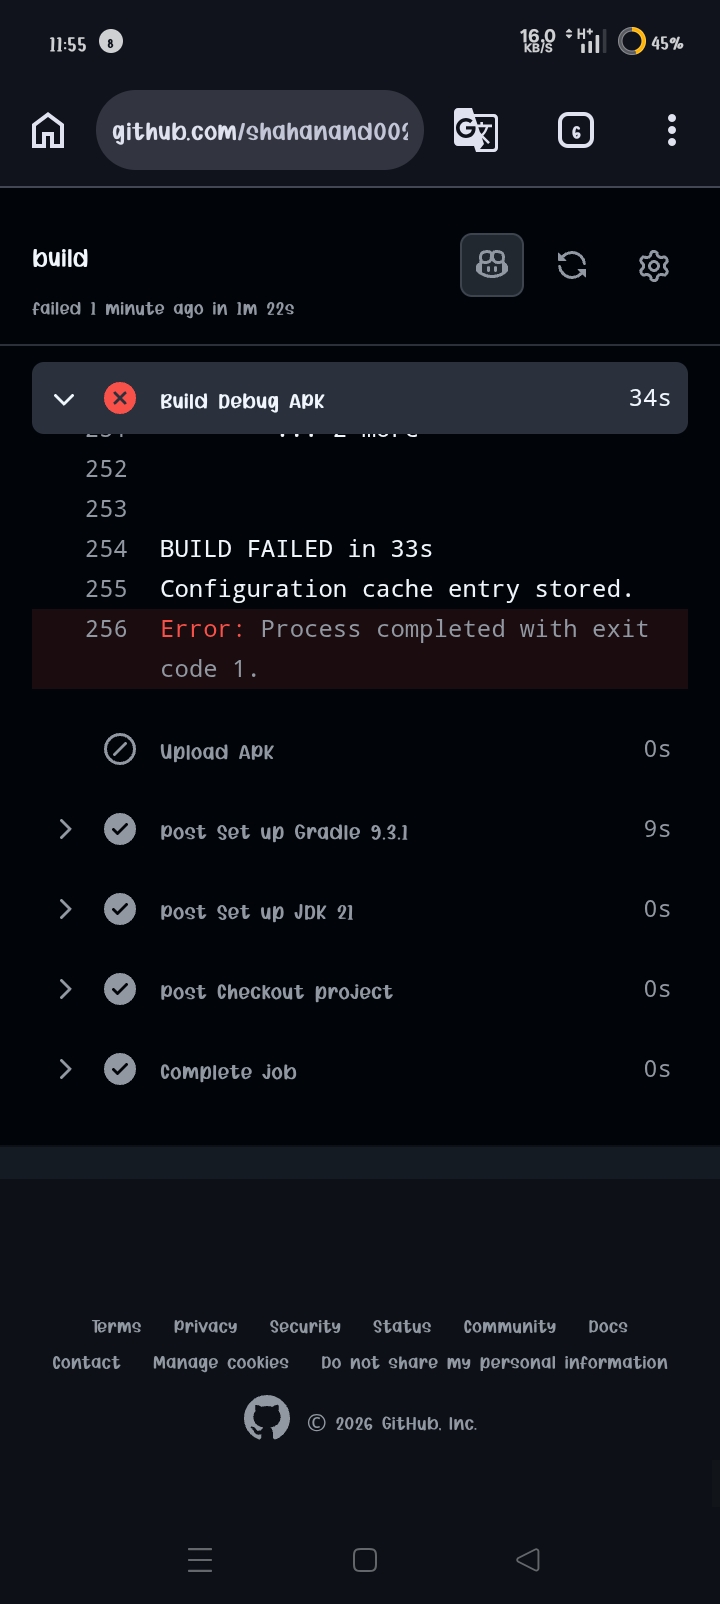 11:55 8 16.0 KB/S H+ 45%
github.com/shahanand002
6
build
failed 1 minute ago in 1m 22s
Build Debug APK 34s
251 ... 2 more
252
253
254 BUILD FAILED in 33s
255 Configuration cache entry stored.
256 Error: Process completed with exit
code 1.
Upload APK 0s
Post Set up Gradle 9.3.1 9s
Post Set up JDK 21 0s
Post Checkout project 0s
Complete job 0s
Terms Privacy Security Status Community Docs
Contact Manage cookies Do not share my personal information
© 2026 GitHub, Inc.